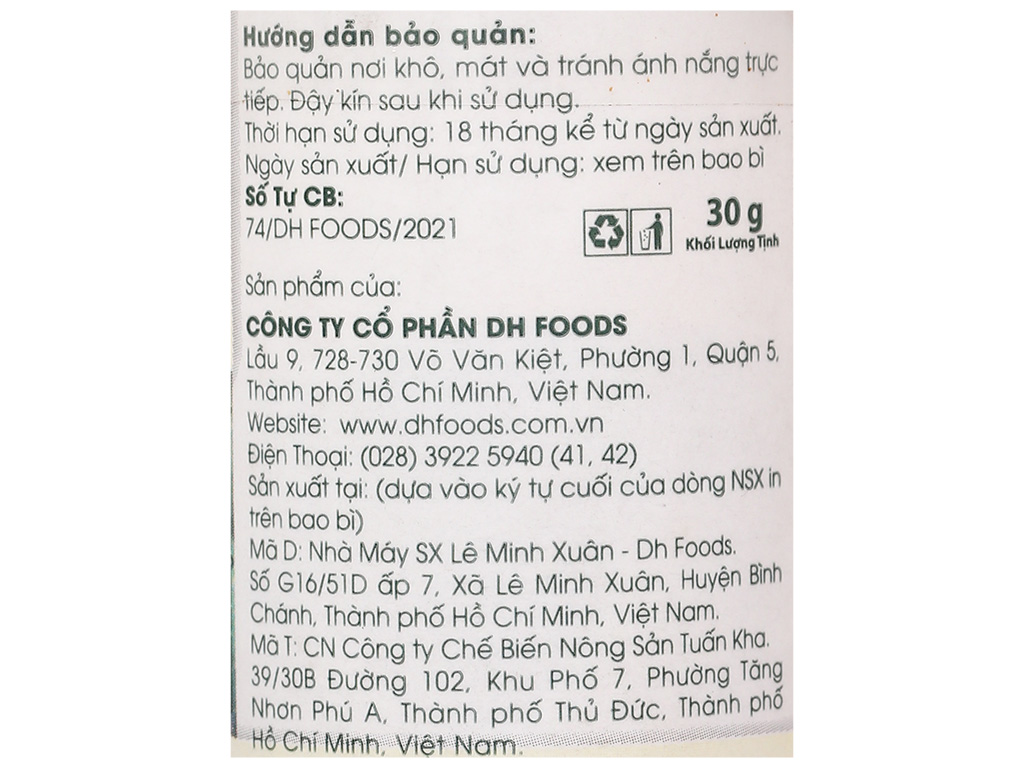 Hướng dẫn bảo quản:
Bảo quản nơi khô, mát và tránh ánh nắng trực
tiếp. Đậy kín sau khi sử dụng.
Thời hạn sử dụng: 18 tháng kể từ ngày sản xuất.
Ngày sản xuất/ Hạn sử dụng: xem trên bao bì
Số Tự CB:
74/DH FOODS/2021
30 g
Khối Lượng Tịnh
Sản phẩm của:
CÔNG TY CỔ PHẦN DH FOODS
Lầu 9, 728-730 Võ Văn Kiệt, Phường 1, Quận 5,
Thành phố Hồ Chí Minh, Việt Nam.
Website: www.dhfoods.com.vn
Điện Thoại: (028) 3922 5940 (41, 42)
Sản xuất tại: (dựa vào ký tự cuối của dòng NSX in
trên bao bì)
Mã D: Nhà Máy SX Lê Minh Xuân - Dh Foods.
Số G16/51D ấp 7, Xã Lê Minh Xuân, Huyện Bình
Chánh, Thành phố Hồ Chí Minh, Việt Nam.
Mã T: CN Công ty Chế Biến Nông Sản Tuấn Kha.
39/30B Đường 102, Khu Phố 7, Phường Tăng
Nhơn Phú A, Thành phố Thủ Đức, Thành phố
Hồ Chí Minh, Việt Nam.